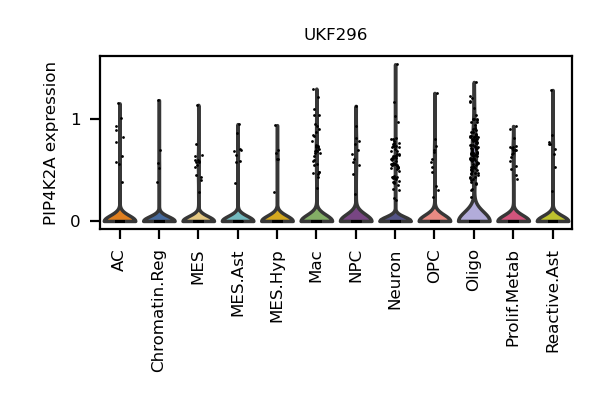 UKF296
PIP4K2A expression
1
0
AC
Chromatin.Reg
MES
MES.Ast
MES.Hyp
Mac
NPC
Neuron
OPC
Oligo
Prolif.Metab
Reactive.Ast